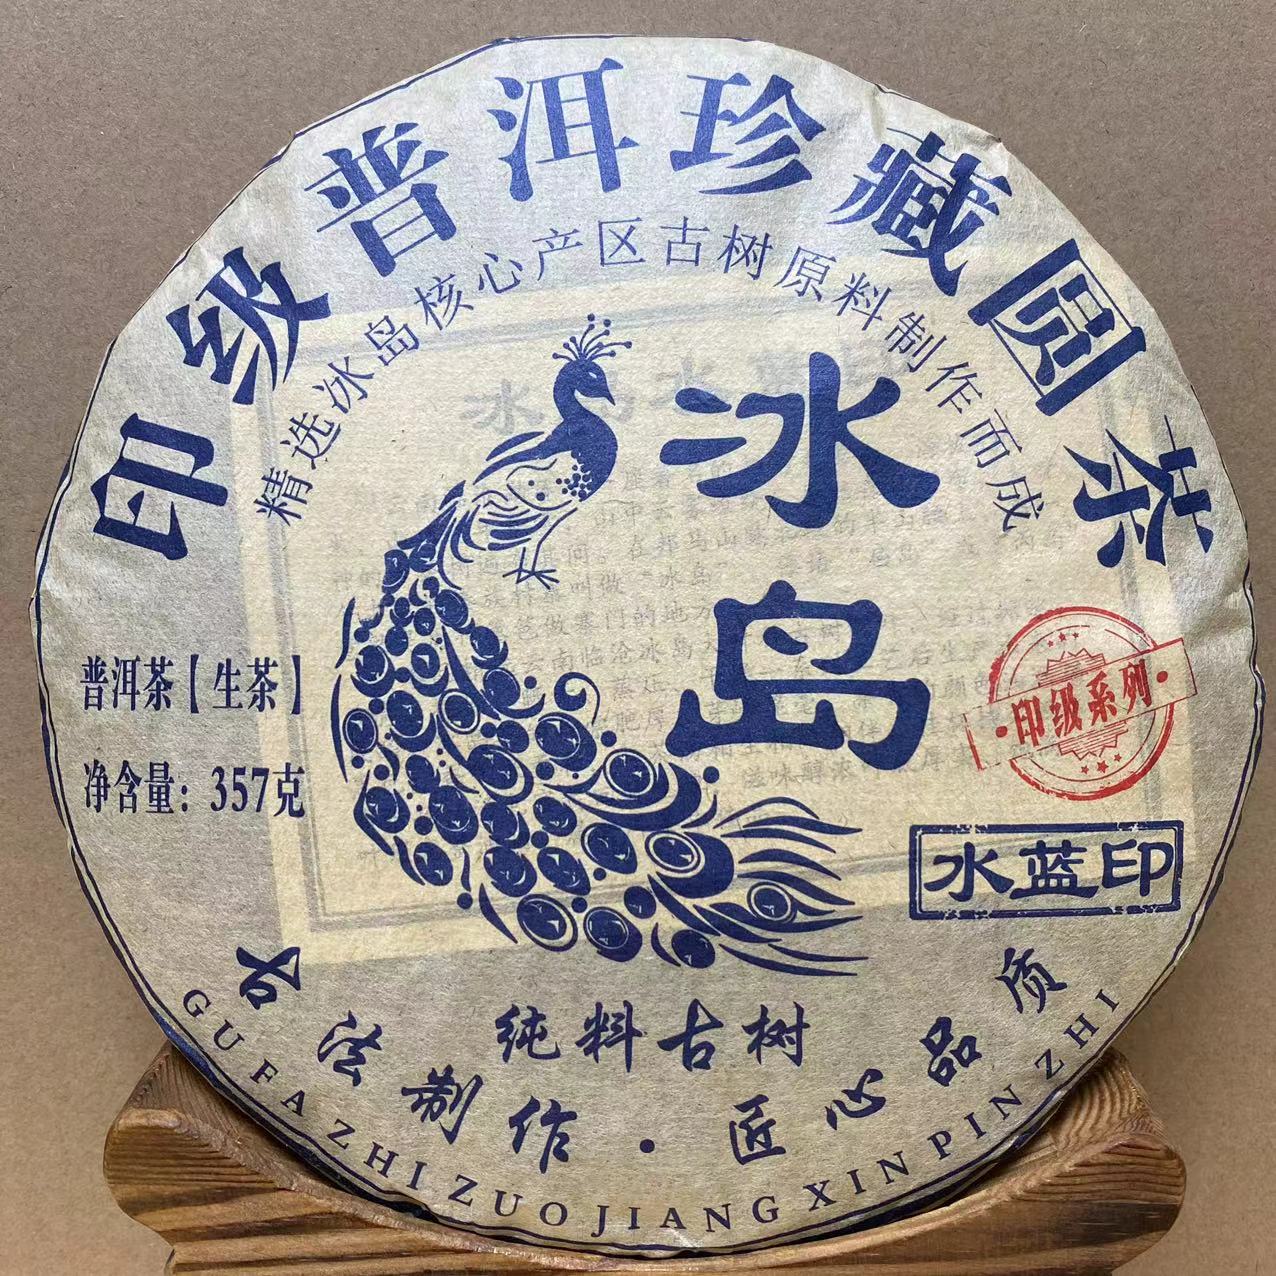 印级普洱珍藏圆茶
精选冰岛核心产区古树原料制作而成
冰岛
普洱茶【生茶】
净含量：357克
印级系列
水蓝印
纯料古树
古法制作·匠心品质
GU FA ZHI ZUO JIANG XIN PIN ZHI